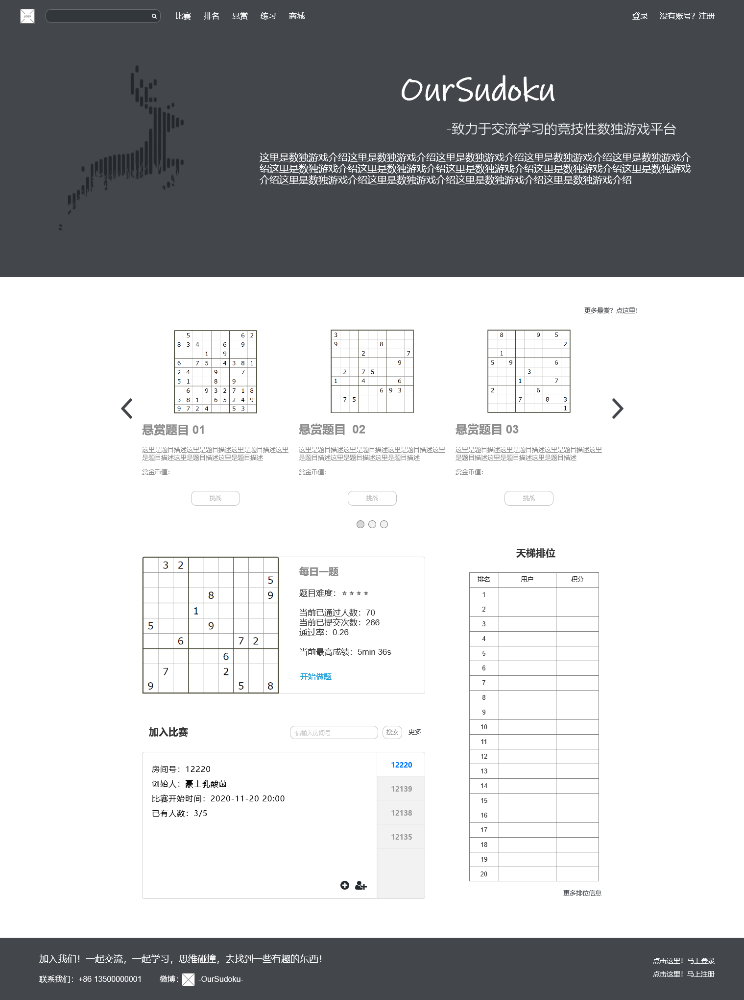 LOGO
比赛 排名 悬赏 练习 商城
登录 没有账号？注册
OurSudoku
-致力于交流学习的竞技性数独游戏平台
这里是数独游戏介绍这里是数独游戏介绍这里是数独游戏介绍这里是数独游戏介绍这里是数独游戏介
绍这里是数独游戏介绍这里是数独游戏介绍这里是数独游戏介绍这里是数独游戏介绍这里是数独游戏
介绍这里是数独游戏介绍这里是数独游戏介绍这里是数独游戏介绍这里是数独游戏介绍
更多悬赏？点这里！
5 6 2
8 3 4 6 9
1 9
6 7 5 4 3 8 1
2 4 9 7
5 1 8 9
6 9 3 2 7 1 8
3 8 1 6 5 2 4 9
9 7 2 4 5 3
悬赏题目 01
这里是题目描述这里是题目描述这里是题目描述这里
是题目描述这里是题目描述这里是题目描述
赏金币值：
挑战
3
9 8
2 7
9
2 7 5
1 4 6
6 9 3
7 5
悬赏题目 02
这里是题目描述这里是题目描述这里是题目描述这里
是题目描述这里是题目描述这里是题目描述
赏金币值：
挑战
8 9 5
2
1
5 9 6
3
1 7
2 6
7 8 3
1
悬赏题目 03
这里是题目描述这里是题目描述这里是题目描述这里
是题目描述这里是题目描述这里是题目描述
赏金币值：
挑战
3 2
5
8 9
1
5 9
6 7 2
6
7 2
9 5 8
每日一题
题目难度：⭐⭐⭐⭐
当前已通过人数：70
当前已提交次数：266
通过率：0.26
当前最高成绩：5min 36s
开始做题
加入比赛
请输入房间号 搜索 更多
房间号：12220
创始人：豪士乳酸菌
比赛开始时间：2020-11-20 20:00
已有人数：3/5
12220
12139
12138
12135
天梯排位
排名 用户 积分
1
2
3
4
5
6
7
8
9
10
11
12
13
14
15
16
17
18
19
20
更多排位信息
加入我们！一起交流，一起学习，思维碰撞，去找到一些有趣的东西！
联系我们：+86 13500000001 微博： -OurSudoku-
点击这里！马上登录
点击这里！马上注册